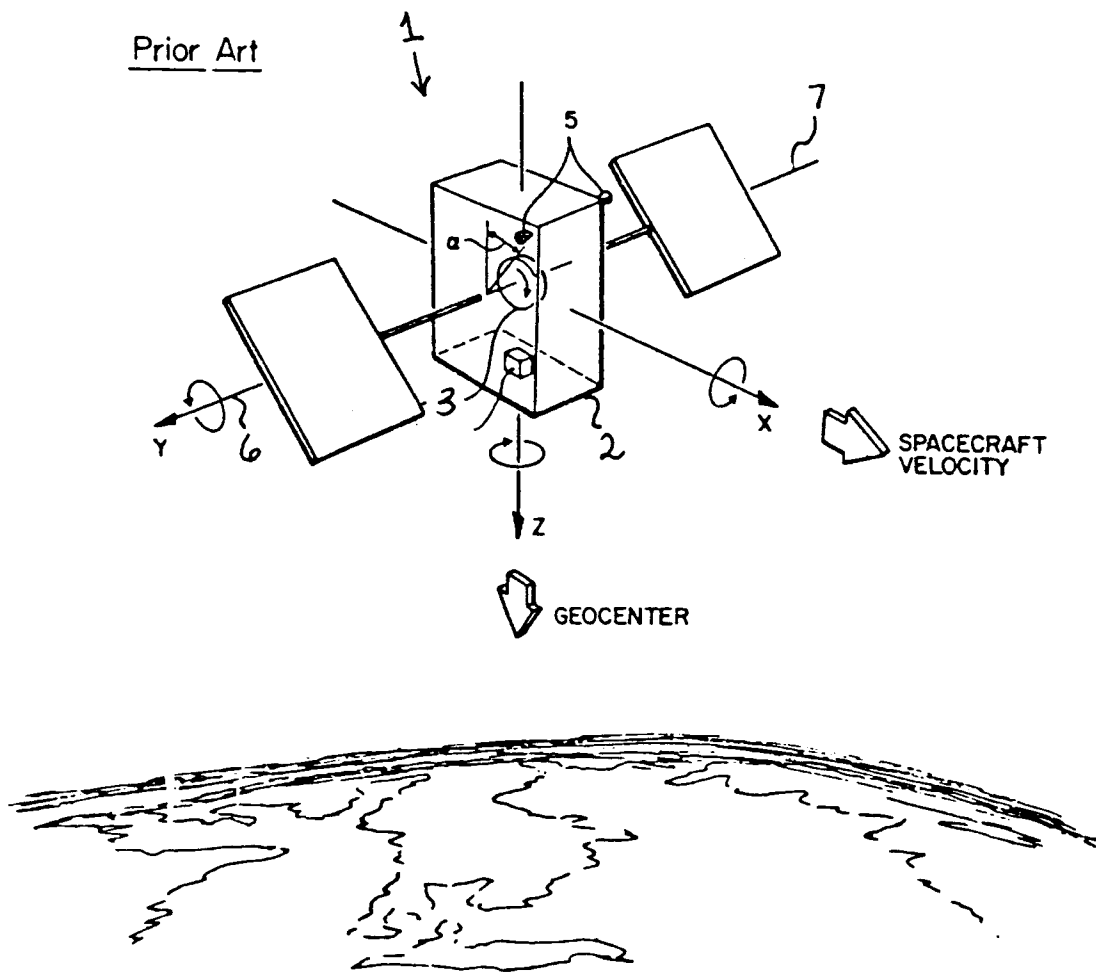 Prior Art
1
5
7
α
3
2
6
Y
X
Z
SPACECRAFT
VELOCITY
GEOCENTER